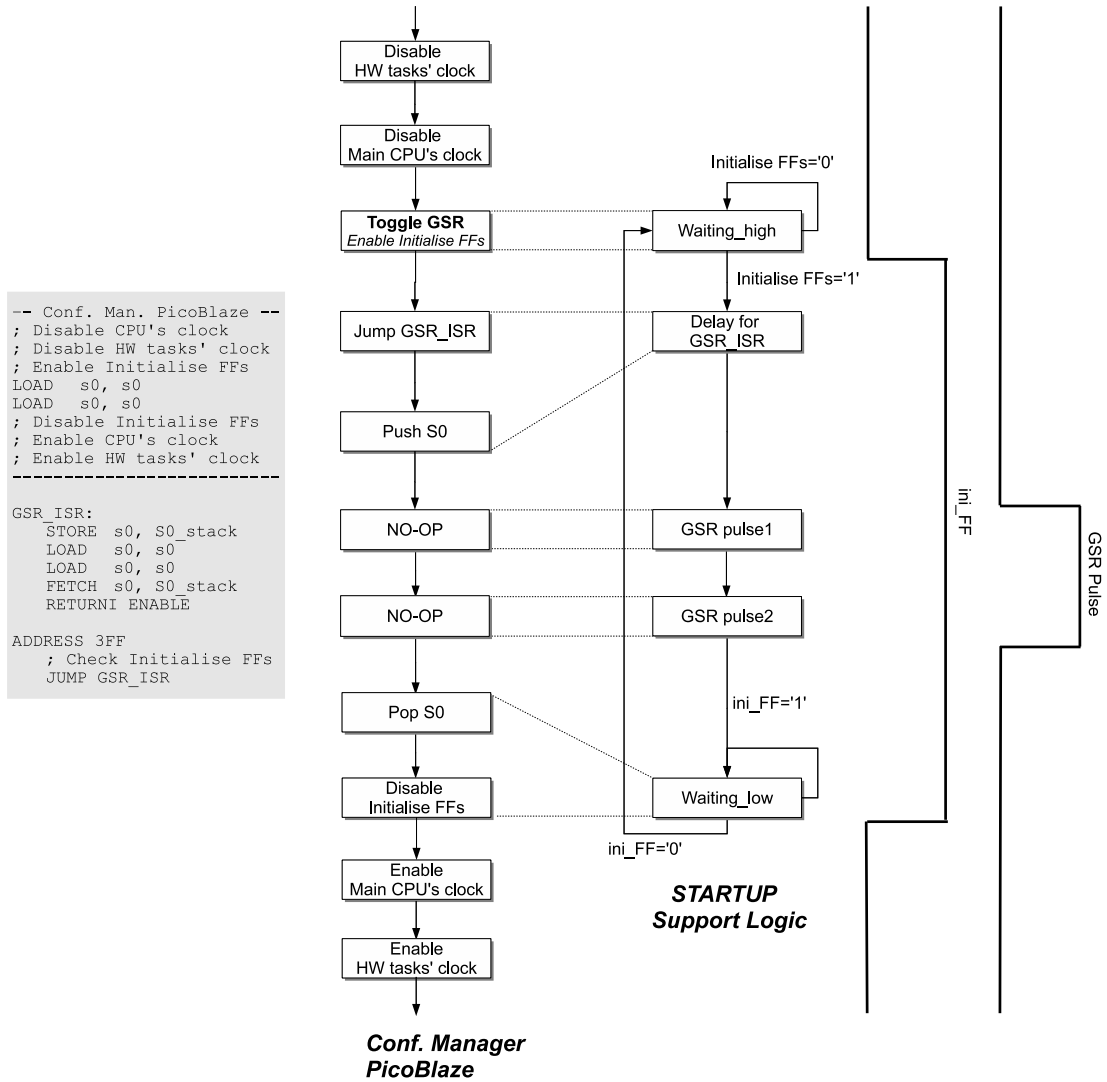 -- Conf. Man. PicoBlaze --
; Disable CPU's clock
; Disable HW tasks' clock
; Enable Initialise FFs
LOAD s0, s0
LOAD s0, s0
; Disable Initialise FFs
; Enable CPU's clock
; Enable HW tasks' clock
----------------------------
GSR_ISR:
STORE s0, S0_stack
LOAD s0, s0
LOAD s0, s0
FETCH s0, S0_stack
RETURNI ENABLE
ADDRESS 3FF
; Check Initialise FFs
JUMP GSR_ISR
Disable
HW tasks' clock
Disable
Main CPU's clock
Toggle GSR
Enable Initialise FFs
Jump GSR_ISR
Push S0
NO-OP
NO-OP
Pop S0
Disable
Initialise FFs
Enable
Main CPU's clock
Enable
HW tasks' clock
Conf. Manager
PicoBlaze
Initialise FFs='0'
Waiting_high
Initialise FFs='1'
Delay for
GSR_ISR
GSR pulse1
GSR pulse2
ini_FF='1'
Waiting_low
ini_FF='0'
STARTUP
Support Logic
ini_FF
GSR Pulse